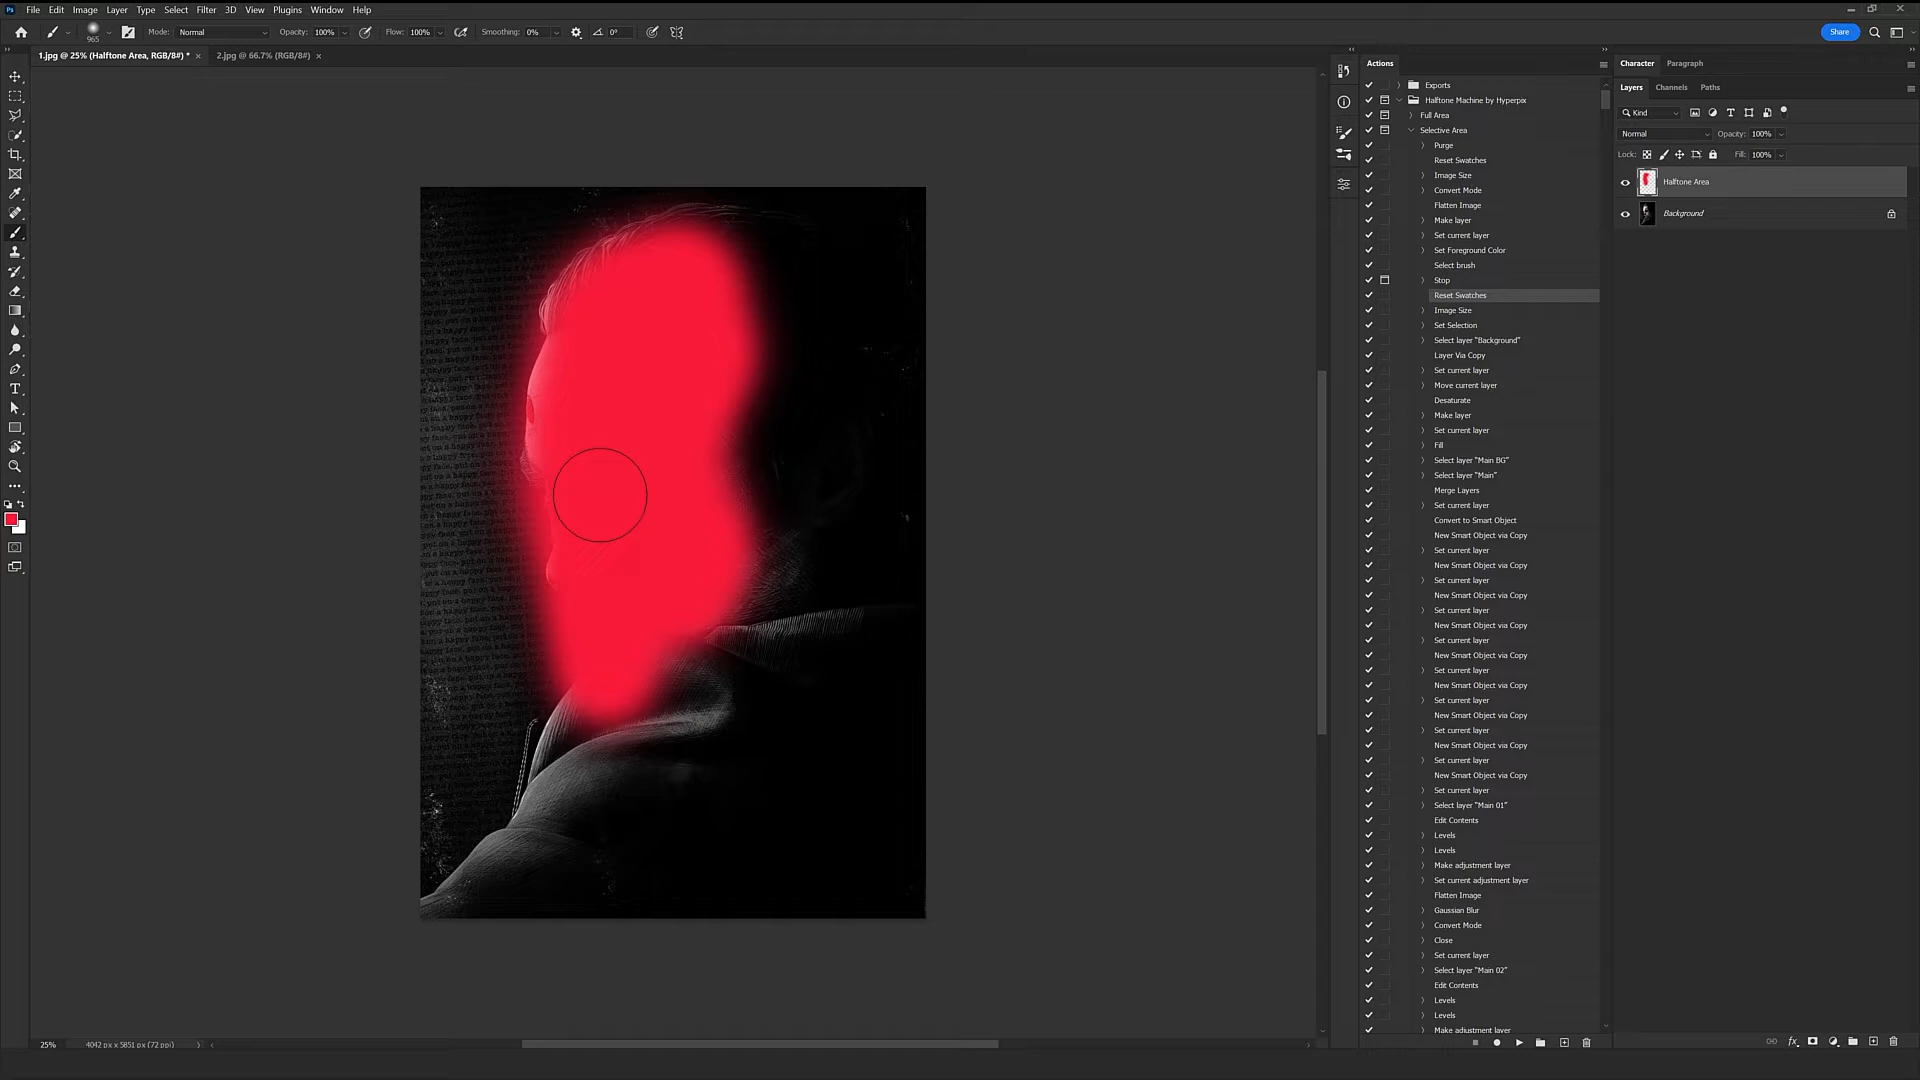 Ps File Edit Image Layer Type Select Filter 3D View Plugins Window Help
965 Mode: Normal Opacity: 100% Flow: 100% Smoothing: 0% 0° Share
1.jpg @ 25% (Halftone Area, RGB/8#) * × 2.jpg @ 66.7% (RGB/8#) ×
Actions
Exports
Halftone Machine by Hyperpix
Full Area
Selective Area
Purge
Reset Swatches
Image Size
Convert Mode
Flatten Image
Make layer
Set current layer
Set Foreground Color
Select brush
Stop
Reset Swatches
Image Size
Set Selection
Select layer "Background"
Layer Via Copy
Set current layer
Move current layer
Desaturate
Make layer
Set current layer
Fill
Select layer "Main BG"
Select layer "Main"
Merge Layers
Set current layer
Convert to Smart Object
New Smart Object via Copy
Set current layer
New Smart Object via Copy
Set current layer
New Smart Object via Copy
Set current layer
New Smart Object via Copy
Set current layer
New Smart Object via Copy
Set current layer
New Smart Object via Copy
Set current layer
New Smart Object via Copy
Set current layer
New Smart Object via Copy
Set current layer
New Smart Object via Copy
Set current layer
Select layer "Main 01"
Edit Contents
Levels
Levels
Make adjustment layer
Set current adjustment layer
Flatten Image
Gaussian Blur
Convert Mode
Close
Set current layer
Select layer "Main 02"
Edit Contents
Levels
Levels
Make adjustment layer
Character Paragraph
Layers Channels Paths
Kind
Normal Opacity: 100%
Lock: Fill: 100%
Halftone Area
Background
25% 4042 px x 5851 px (72 ppi)